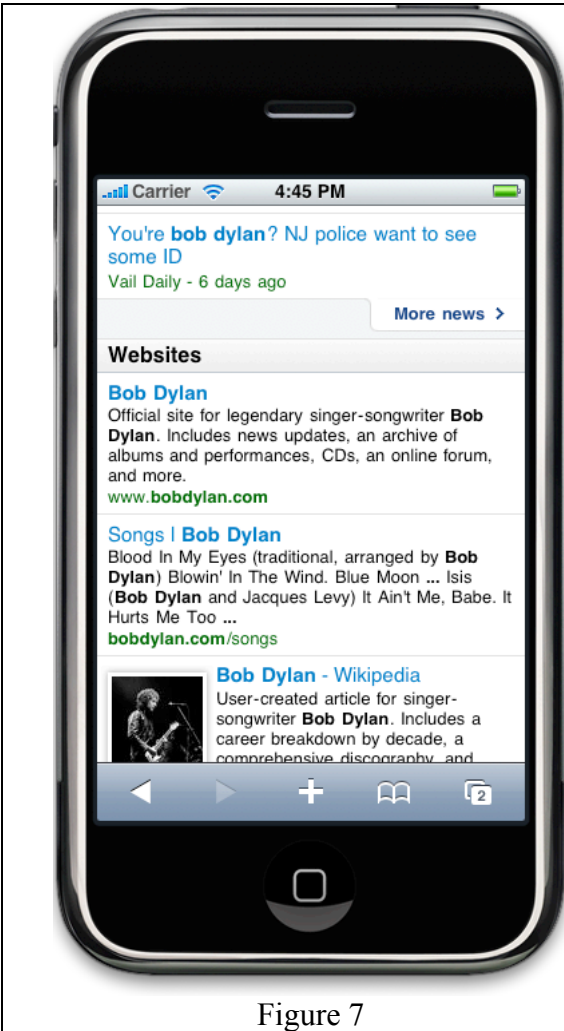 Carrier 4:45 PM
You're bob dylan? NJ police want to see
some ID
Vail Daily - 6 days ago
More news >
Websites
Bob Dylan
Official site for legendary singer-songwriter Bob
Dylan. Includes news updates, an archive of
albums and performances, CDs, an online forum,
and more.
www.bobdylan.com
Songs | Bob Dylan
Blood In My Eyes (traditional, arranged by Bob
Dylan) Blowin' In The Wind. Blue Moon ... Isis
(Bob Dylan and Jacques Levy) It Ain't Me, Babe. It
Hurts Me Too ...
bobdylan.com/songs
Bob Dylan - Wikipedia
User-created article for singer-
songwriter Bob Dylan. Includes a
career breakdown by decade, a
comprehensive discography, and
2
Figure 7